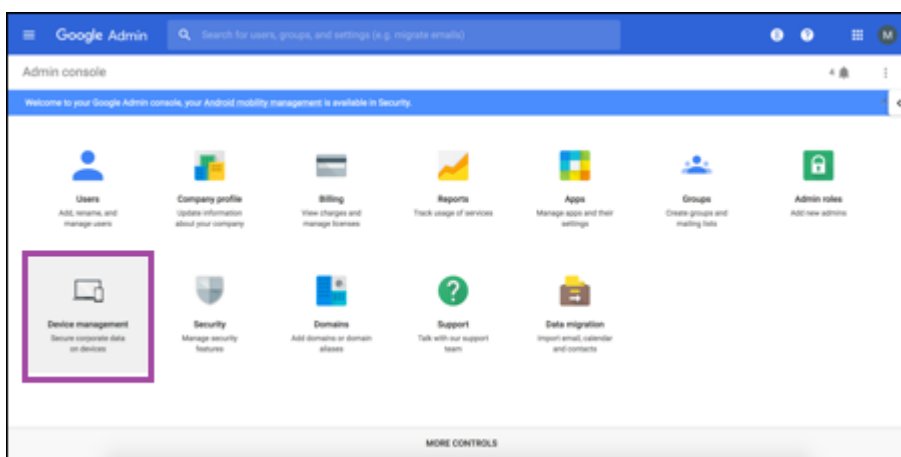 Google Admin
Search for users, groups, and settings (e.g. migrate emails)
M
Admin console
4
Welcome to your Google Admin console, your Android mobility management is available in Security.
Users
Add, rename, and
manage users
Company profile
Update information
about your company
Billing
View charges and
manage licenses
Reports
Track usage of services
Apps
Manage apps and their
settings
Groups
Create groups and
mailing lists
Admin roles
Add new admins
Device management
Secure corporate data
on devices
Security
Manage security
features
Domains
Add domains or domain
aliases
Support
Talk with our support
team
Data migration
Import email, calendar
and contacts
MORE CONTROLS